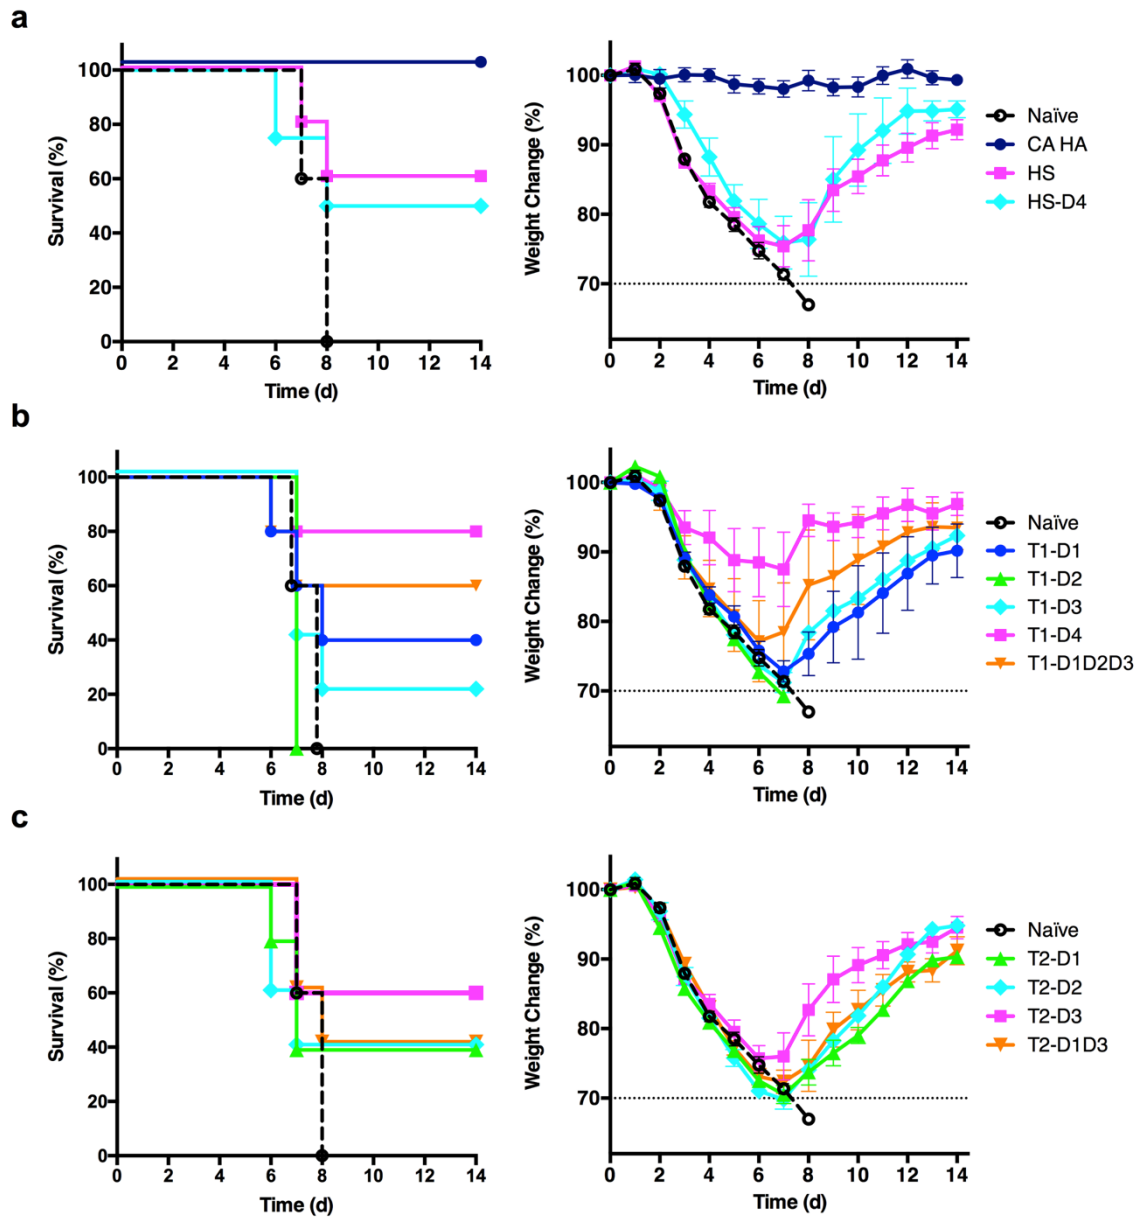 a
Survival (%)
100
80
60
40
20
0
0 2 4 6 8 10 12 14
Time (d)
Weight Change (%)
100
90
80
70
0 2 4 6 8 10 12 14
Time (d)
Naïve
CA HA
HS
HS-D4
b
Survival (%)
100
80
60
40
20
0
0 2 4 6 8 10 12 14
Time (d)
Weight Change (%)
100
90
80
70
0 2 4 6 8 10 12 14
Time (d)
Naïve
T1-D1
T1-D2
T1-D3
T1-D4
T1-D1D2D3
c
Survival (%)
100
80
60
40
20
0
0 2 4 6 8 10 12 14
Time (d)
Weight Change (%)
100
90
80
70
0 2 4 6 8 10 12 14
Time (d)
Naïve
T2-D1
T2-D2
T2-D3
T2-D1D3